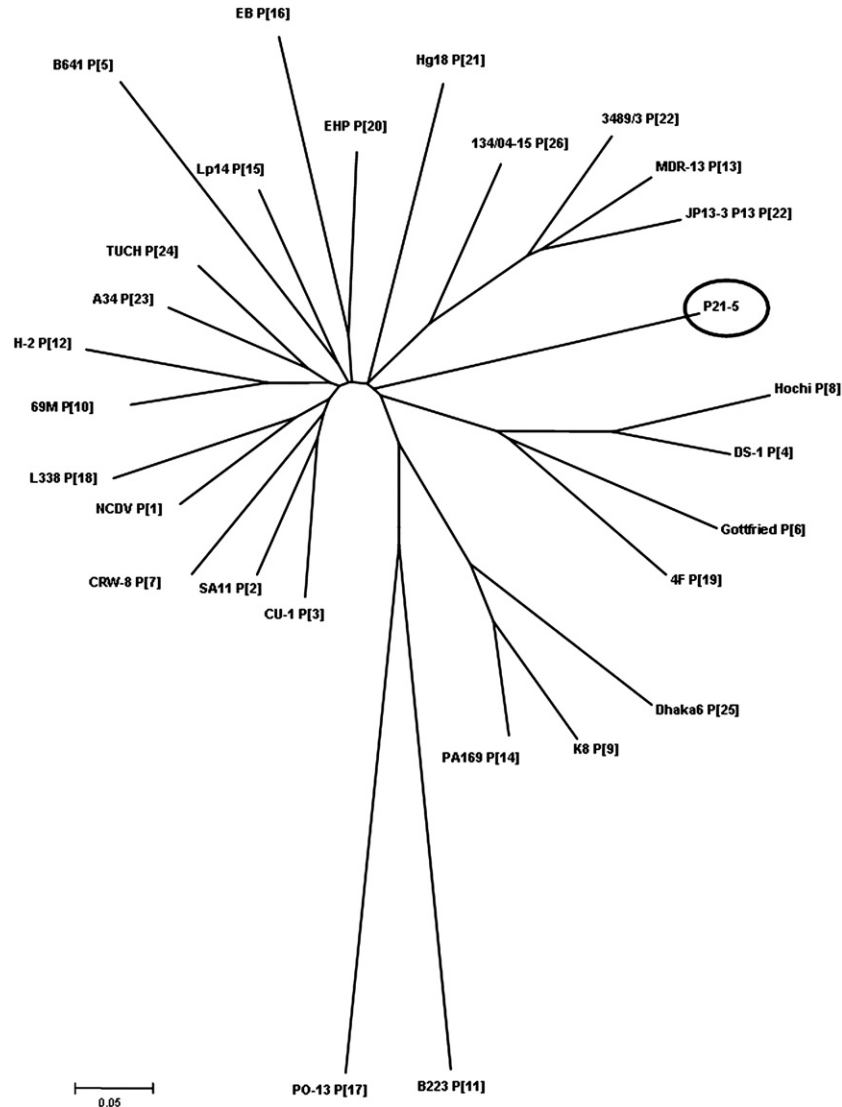 EB P[16]
B641 P[5]
Hg18 P[21]
3489/3 P[22]
EHP P[20]
134/04-15 P[26]
MDR-13 P[13]
Lp14 P[15]
JP13-3 P13 P[22]
TUCH P[24]
A34 P[23]
P21-5
H-2 P[12]
Hochi P[8]
69M P[10]
DS-1 P[4]
L338 P[18]
NCDV P[1]
Gottfried P[6]
CRW-8 P[7]
SA11 P[2]
4F P[19]
CU-1 P[3]
Dhaka6 P[25]
K8 P[9]
PA169 P[14]
PO-13 P[17]
B223 P[11]
0.05